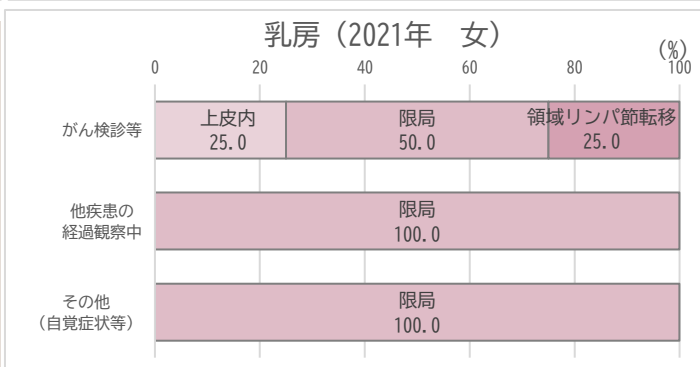 乳房（2021年　女）
(%)
0 20 40 60 80 100
がん検診等
上皮内
25.0
限局
50.0
領域リンパ節転移
25.0
他疾患の
経過観察中
限局
100.0
その他
（自覚症状等）
限局
100.0